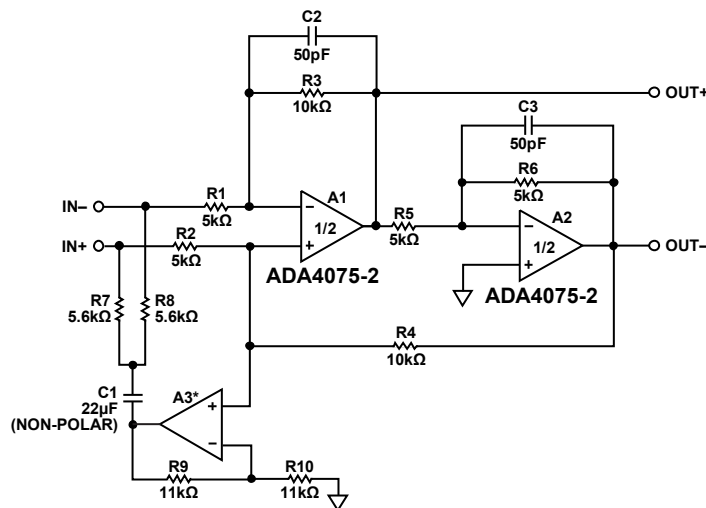 C2
50pF
R3
10kΩ
OUT+
C3
50pF
R6
5kΩ
IN–
R1
5kΩ
A1
–
1/2
+
R5
5kΩ
A2
–
1/2
+
OUT–
IN+
R2
5kΩ
ADA4075-2
ADA4075-2
R7
5.6kΩ
R8
5.6kΩ
R4
10kΩ
C1
22µF
(NON-POLAR)
A3*
+
–
R9
11kΩ
R10
11kΩ